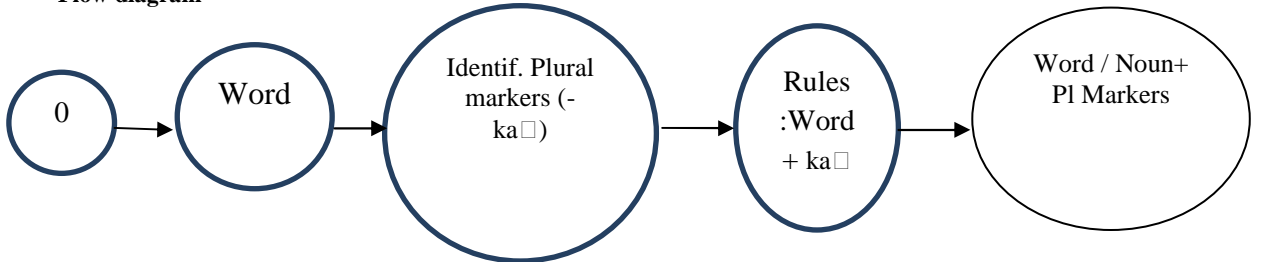 Flow diagram
0
Word
Identif. Plural
markers (-
ka□)
Rules
:Word
+ ka□
Word / Noun+
Pl Markers